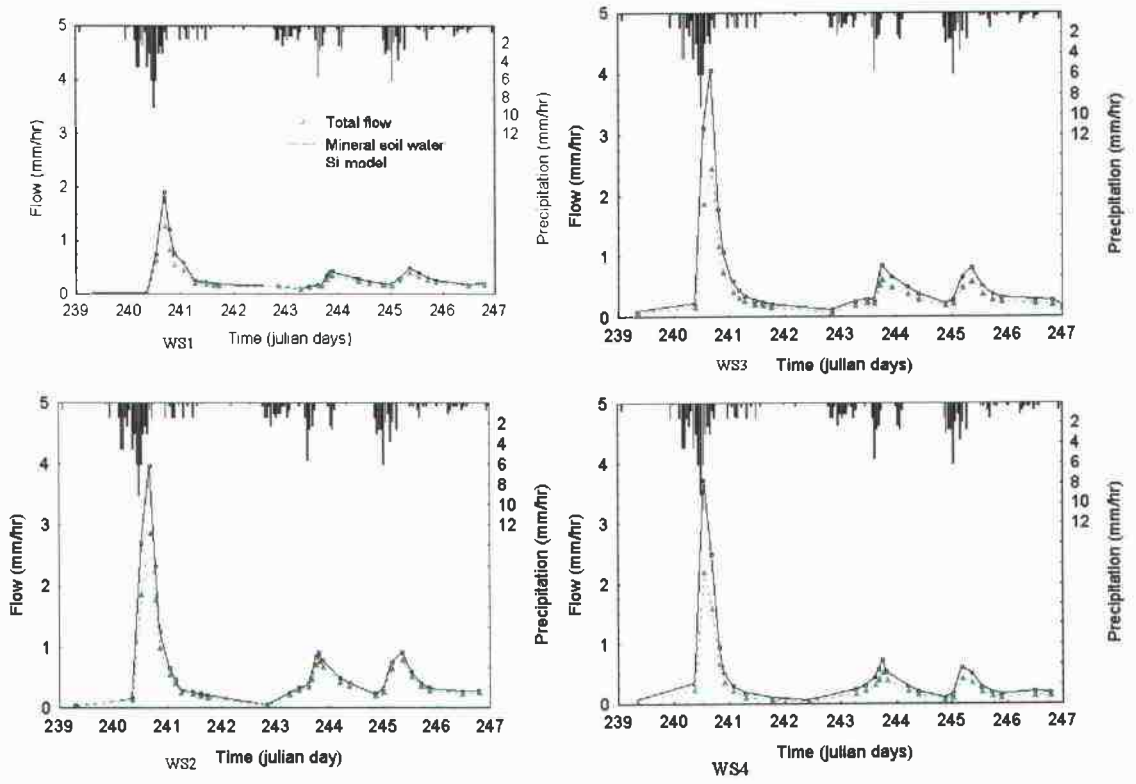 5
4
3
2
1
0
Flow (mm/hr)
2
4
6
8
10
12
Precipitation (mm/hr)
Total flow
Mineral soil water
Si model
239 240 241 242 243 244 245 246 247
WS1 Time (julian days)
5
4
3
2
1
0
Flow (mm/hr)
2
4
6
8
10
12
Precipitation (mm/hr)
239 240 241 242 243 244 245 246 247
WS3 Time (julian days)
5
4
3
2
1
0
Flow (mm/hr)
2
4
6
8
10
12
Precipitation (mm/hr)
239 240 241 242 243 244 245 246 247
WS2 Time (julian day)
5
4
3
2
1
0
Flow (mm/hr)
2
4
6
8
10
12
Precipitation (mm/hr)
239 240 241 242 243 244 245 246 247
Time (julian days)
WS4